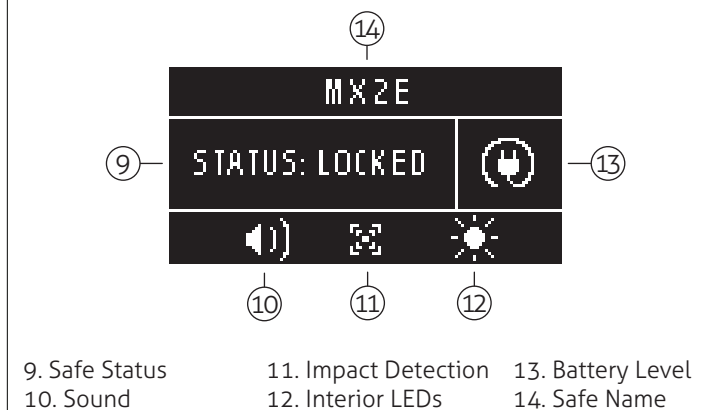 14
MX2E
9 STATUS: LOCKED 13
10 11 12
9. Safe Status 11. Impact Detection 13. Battery Level
10. Sound 12. Interior LEDs 14. Safe Name